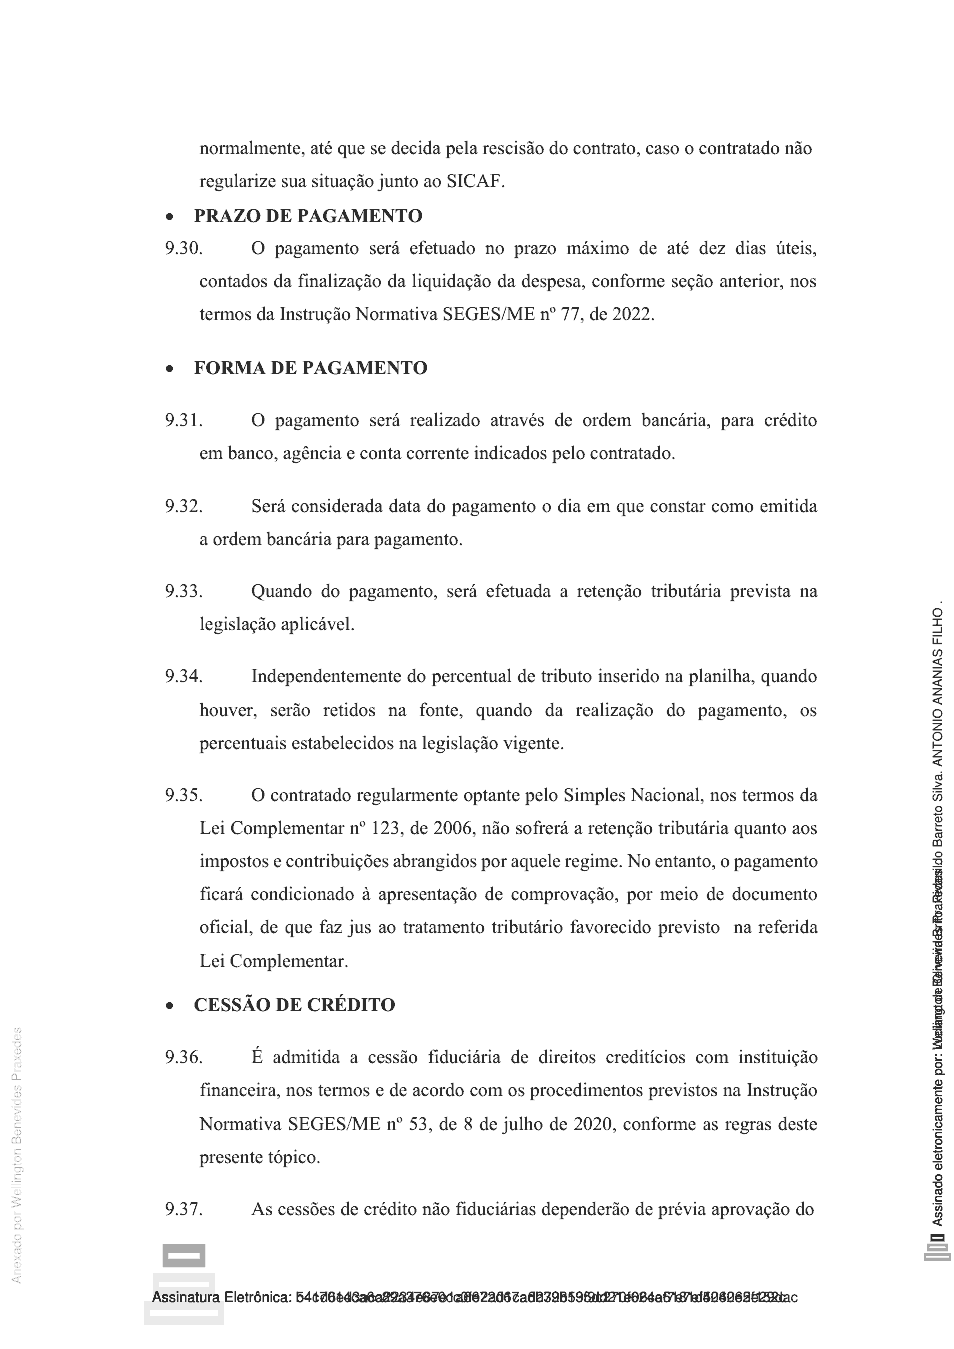 normalmente, até que se decida pela rescisão do contrato, caso o contratado não
regularize sua situação junto ao SICAF.
• PRAZO DE PAGAMENTO
9.30. O pagamento será efetuado no prazo máximo de até dez dias úteis,
contados da finalização da liquidação da despesa, conforme seção anterior, nos
termos da Instrução Normativa SEGES/ME nº 77, de 2022.
• FORMA DE PAGAMENTO
9.31. O pagamento será realizado através de ordem bancária, para crédito
em banco, agência e conta corrente indicados pelo contratado.
9.32. Será considerada data do pagamento o dia em que constar como emitida
a ordem bancária para pagamento.
9.33. Quando do pagamento, será efetuada a retenção tributária prevista na
legislação aplicável.
9.34. Independentemente do percentual de tributo inserido na planilha, quando
houver, serão retidos na fonte, quando da realização do pagamento, os
percentuais estabelecidos na legislação vigente.
9.35. O contratado regularmente optante pelo Simples Nacional, nos termos da
Lei Complementar nº 123, de 2006, não sofrerá a retenção tributária quanto aos
impostos e contribuições abrangidos por aquele regime. No entanto, o pagamento
ficará condicionado à apresentação de comprovação, por meio de documento
oficial, de que faz jus ao tratamento tributário favorecido previsto na referida
Lei Complementar.
• CESSÃO DE CRÉDITO
9.36. É admitida a cessão fiduciária de direitos creditícios com instituição
financeira, nos termos e de acordo com os procedimentos previstos na Instrução
Normativa SEGES/ME nº 53, de 8 de julho de 2020, conforme as regras deste
presente tópico.
9.37. As cessões de crédito não fiduciárias dependerão de prévia aprovação do
Assinatura Eletrônica:
Anexado por Wellington Benevides Praxedes
Assinado eletronicamente por: Barreto Silva. ANTONIO ANANIAS FILHO .